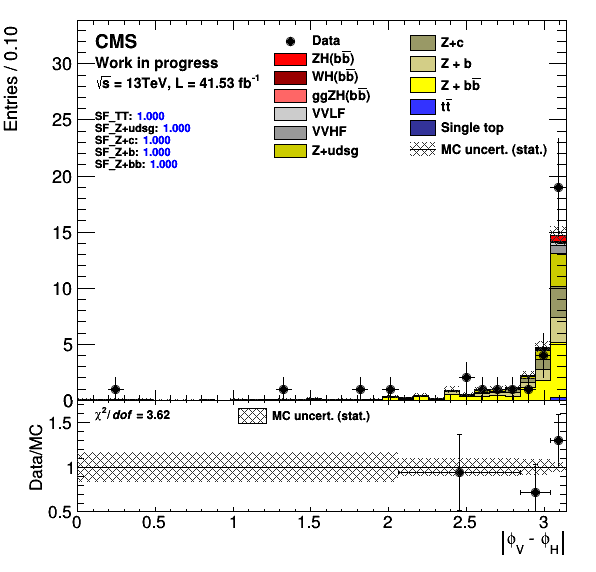 CMS
Work in progress
√s = 13TeV, L = 41.53 fb⁻¹
SF_TT: 1.000
SF_Z+udsg: 1.000
SF_Z+c: 1.000
SF_Z+b: 1.000
SF_Z+bb: 1.000
Data
ZH(bb̅)
WH(bb̅)
ggZH(bb̅)
VVLF
VVHF
Z+udsg
Z+c
Z + b
Z + bb̅
tt̅
Single top
MC uncert. (stat.)
Entries / 0.10
30
25
20
15
10
5
0
χ²/dof = 3.62
MC uncert. (stat.)
Data/MC
1.5
1
0.5
0 0.5 1 1.5 2 2.5 3
|ϕV - ϕH|